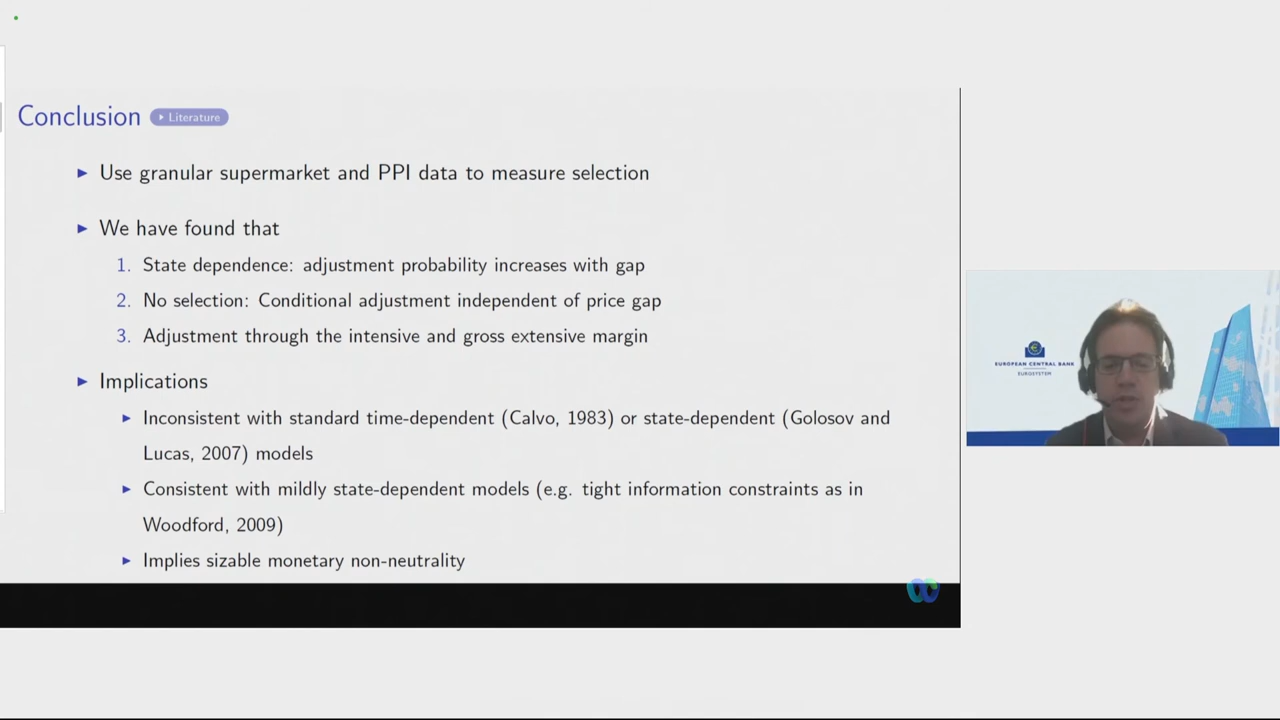 Conclusion
Literature
Use granular supermarket and PPI data to measure selection
We have found that
1. State dependence: adjustment probability increases with gap
2. No selection: Conditional adjustment independent of price gap
3. Adjustment through the intensive and gross extensive margin
Implications
Inconsistent with standard time-dependent (Calvo, 1983) or state-dependent (Golosov and
Lucas, 2007) models
Consistent with mildly state-dependent models (e.g. tight information constraints as in
Woodford, 2009)
Implies sizable monetary non-neutrality
EUROPEAN CENTRAL BANK
EUROSYSTEM